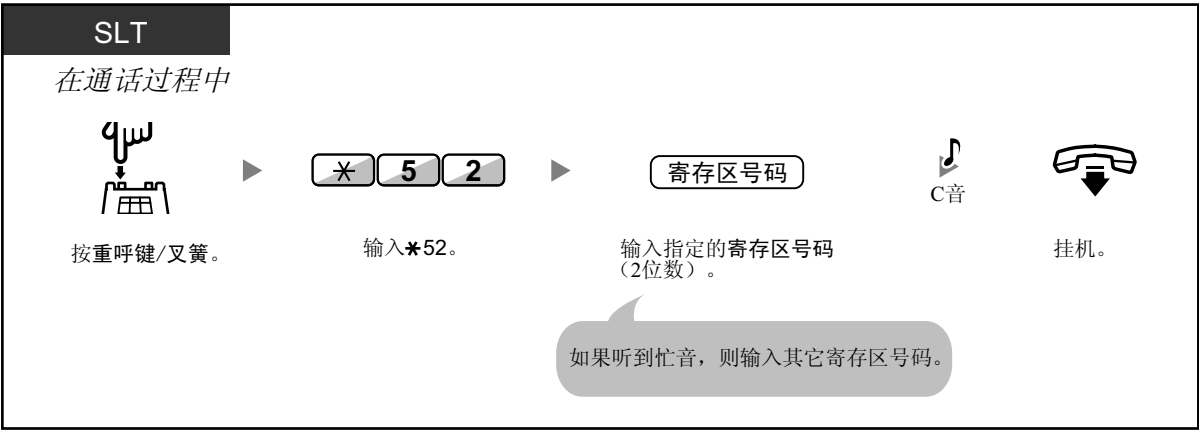 SLT
在通话过程中
* 5 2
寄存区号码
C音
按重呼键/叉簧。
输入*52。
输入指定的寄存区号码
（2位数）。
挂机。
如果听到忙音，则输入其它寄存区号码。